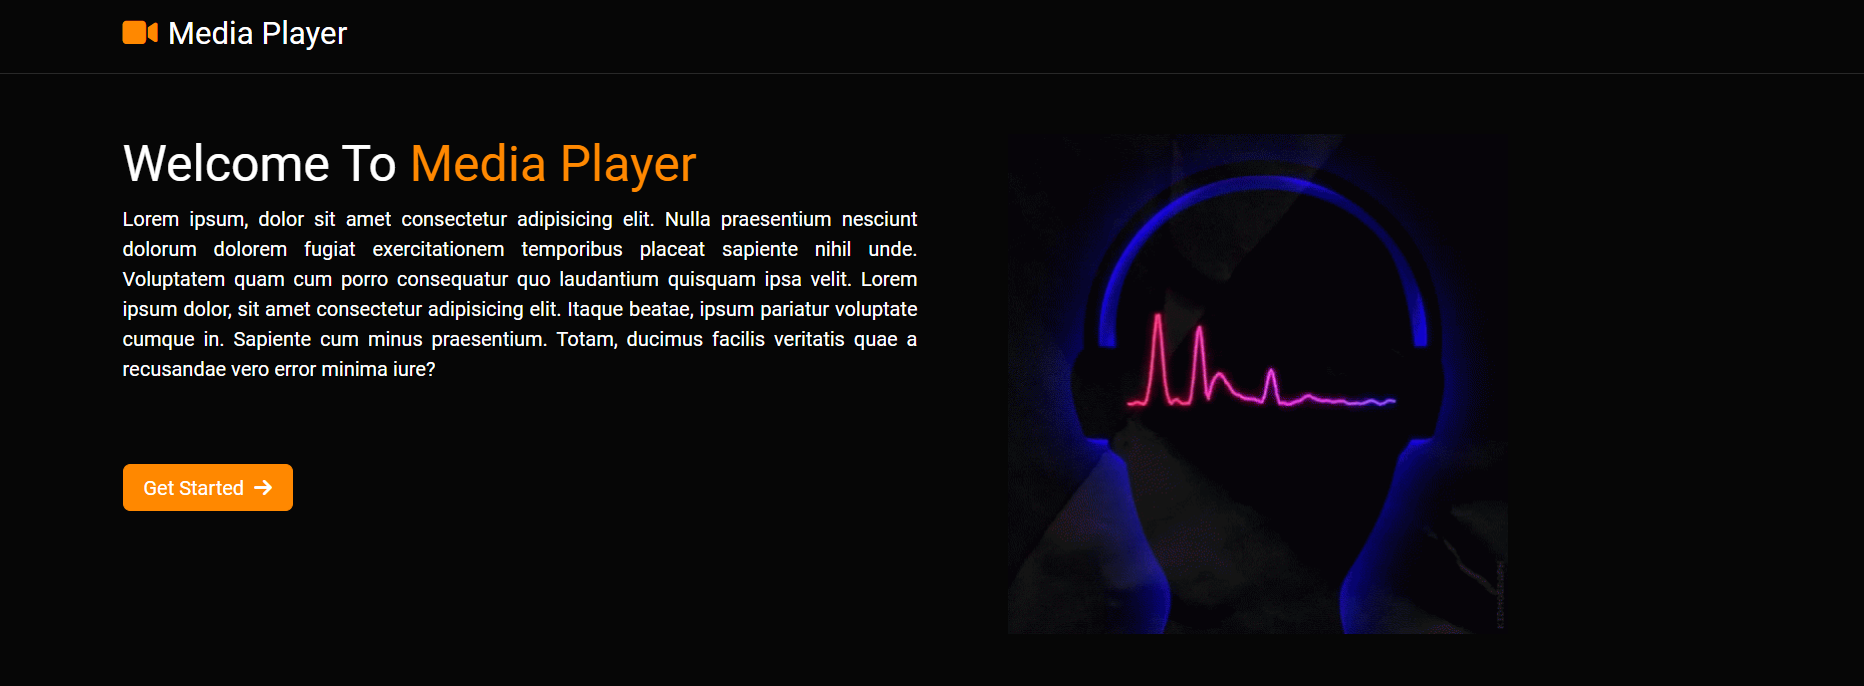 Media Player
Welcome To Media Player
Lorem ipsum, dolor sit amet consectetur adipisicing elit. Nulla praesentium nesciunt
dolorum dolorem fugiat exercitationem temporibus placeat sapiente nihil unde.
Voluptatem quam cum porro consequatur quo laudantium quisquam ipsa velit. Lorem
ipsum dolor, sit amet consectetur adipisicing elit. Itaque beatae, ipsum pariatur voluptate
cumque in. Sapiente cum minus praesentium. Totam, ducimus facilis veritatis quae a
recusandae vero error minima iure?
Get Started